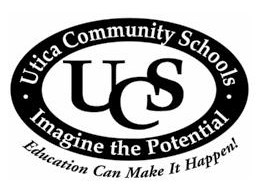 · Utica Community Schools ·
UCS
Imagine the Potential
Education Can Make It Happen!